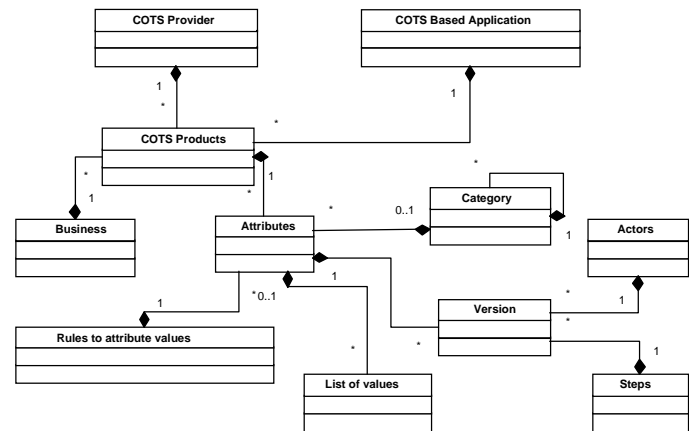 COTS Provider
COTS Based Application
1
*
1
*
COTS Products
*
1
1
*
Business
Attributes
*
0..1
Category
*
1
Actors
1
*
Rules to attribute values
1
*
0..1
*
List of values
1
*
Version
*
1
Steps